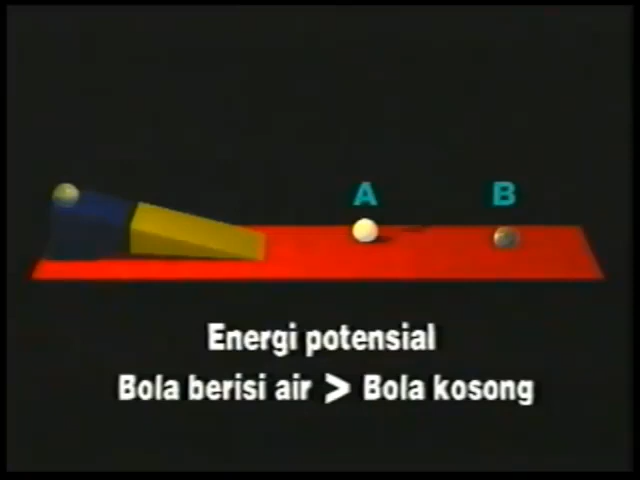 A B
Energi potensial
Bola berisi air > Bola kosong